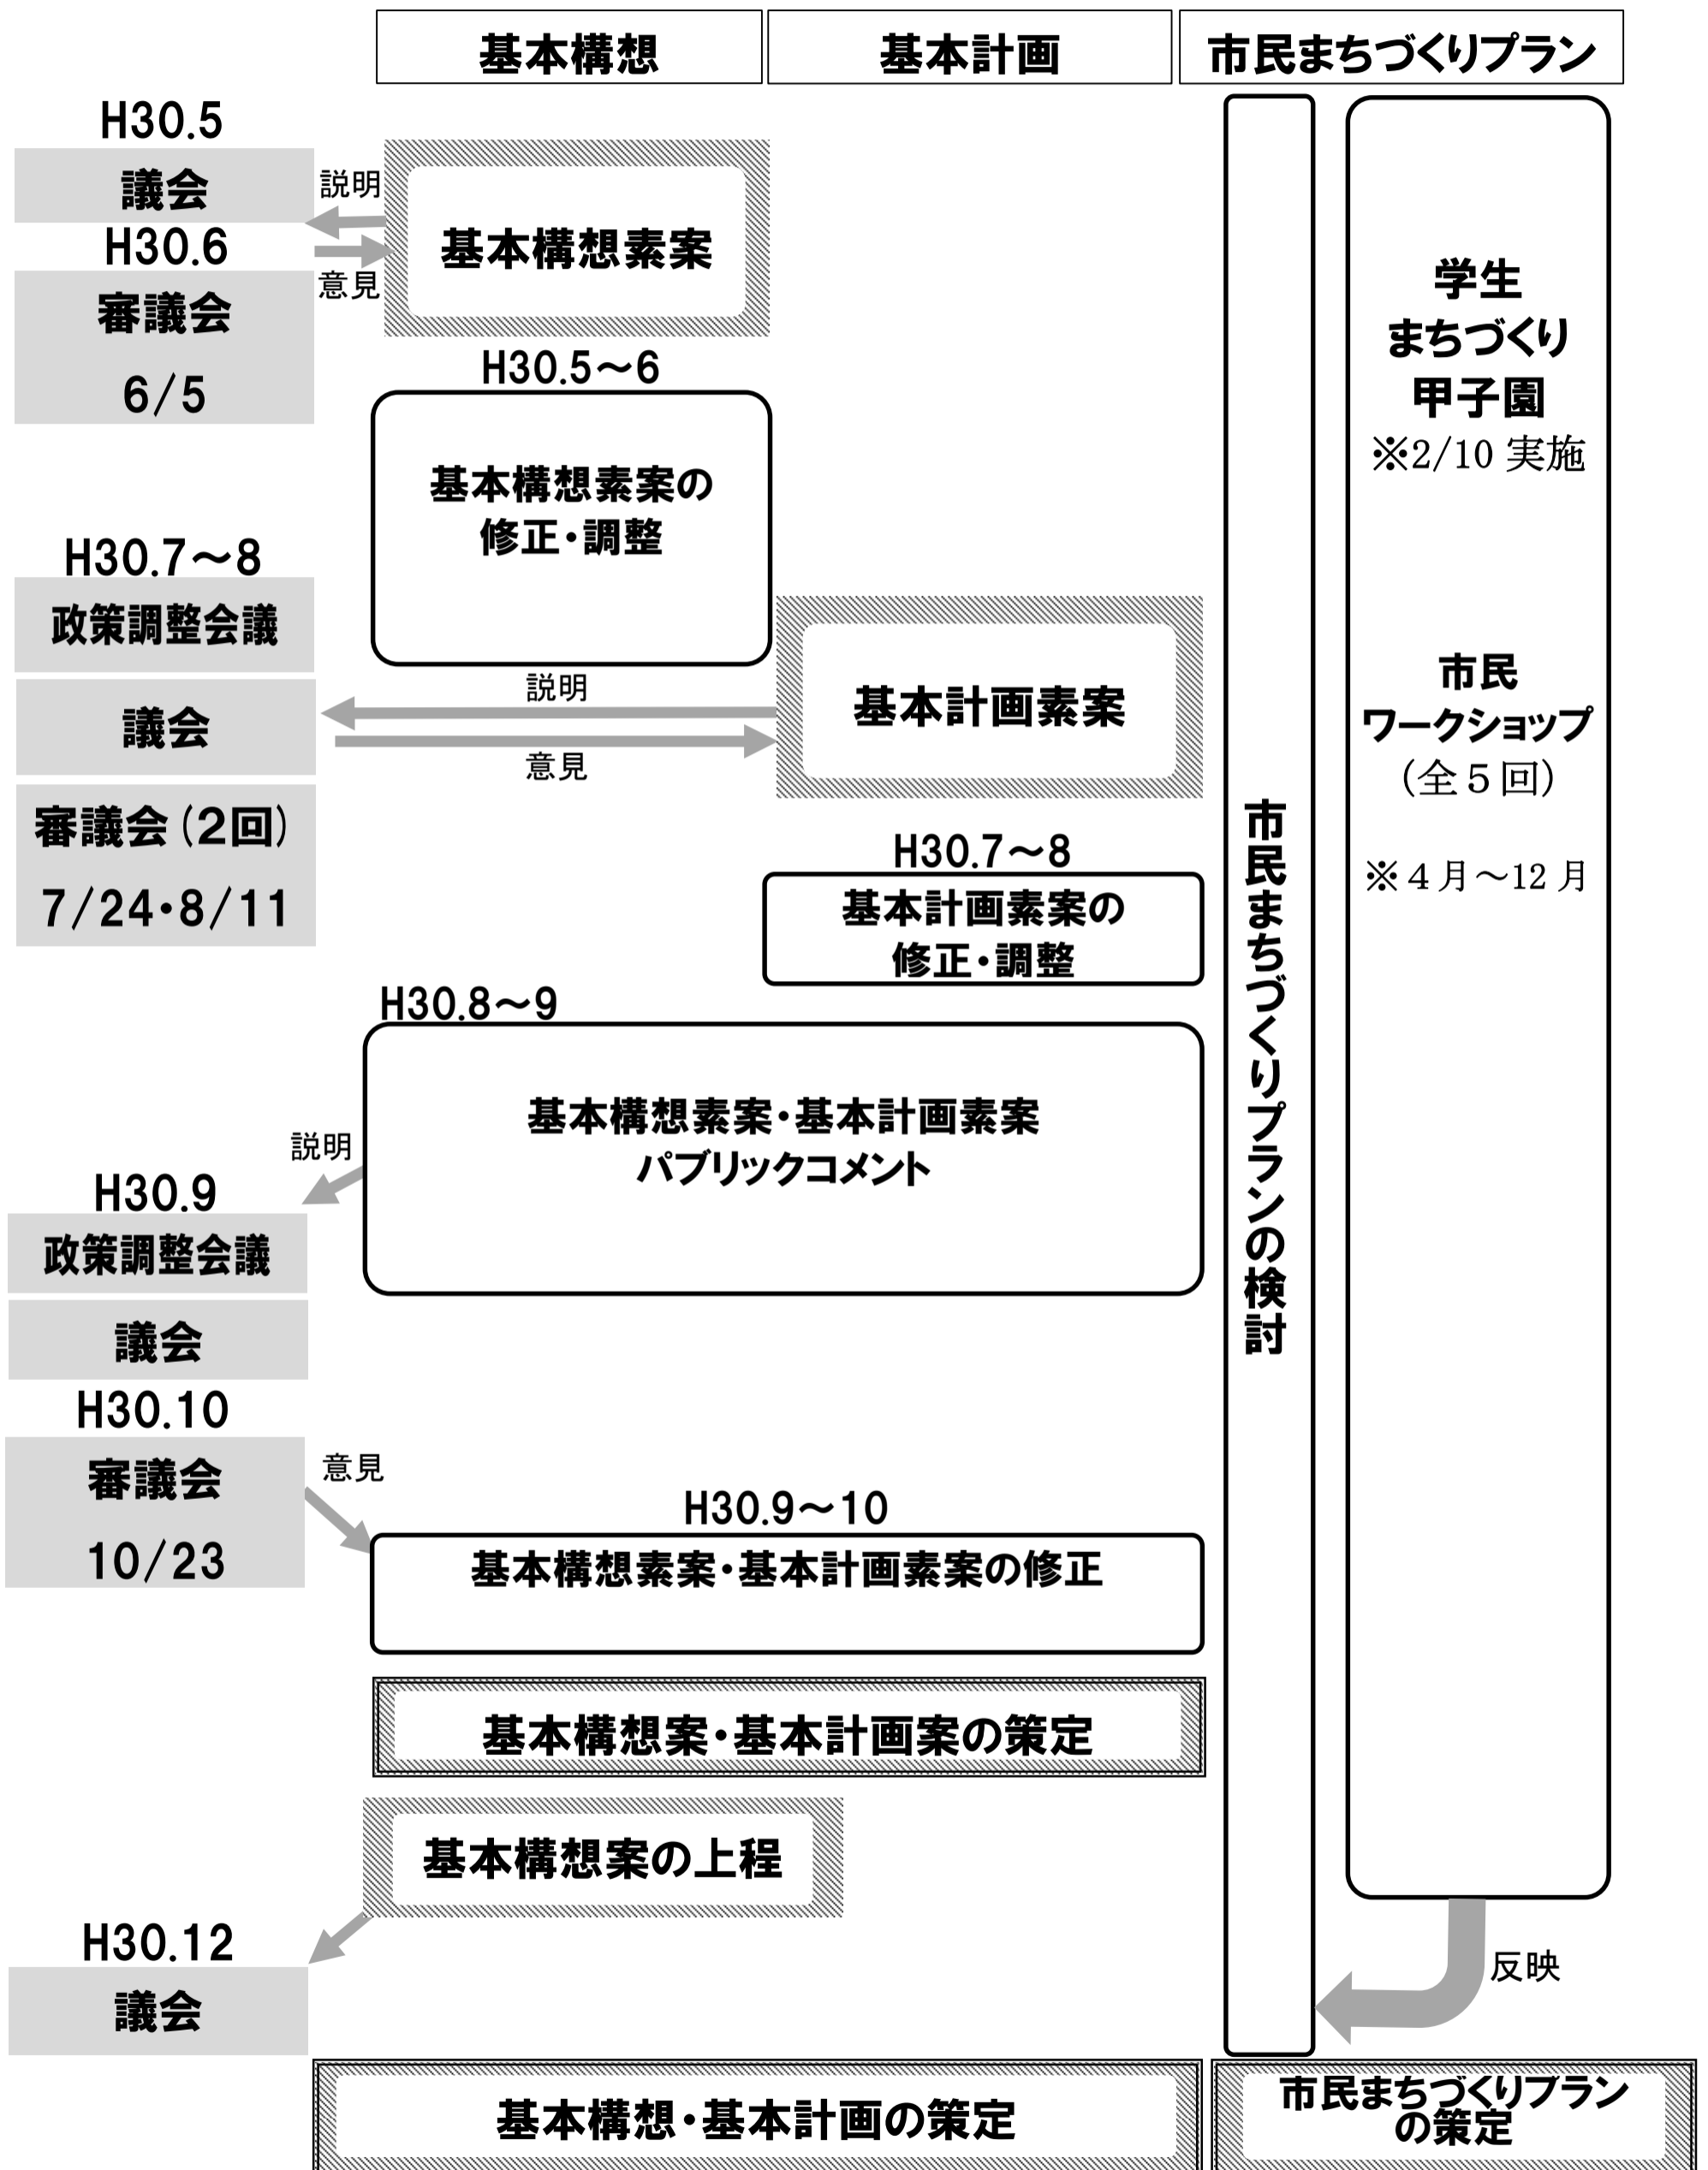 基本構想
基本計画
市民まちづくりプラン
H30.5
議会
説明
H30.6
意見
審議会
6/5
基本構想素案
H30.5～6
基本構想素案の
修正・調整
H30.7～8
政策調整会議
議会
審議会(2回)
7/24・8/11
説明
意見
基本計画素案
H30.7～8
基本計画素案の
修正・調整
H30.8～9
基本構想素案・基本計画素案
パブリックコメント
説明
H30.9
政策調整会議
議会
H30.10
審議会
10/23
意見
H30.9～10
基本構想素案・基本計画素案の修正
基本構想案・基本計画案の策定
基本構想案の上程
H30.12
議会
基本構想・基本計画の策定
市民まちづくりプランの検討
学生
まちづくり
甲子園
※2/10 実施
市民
ワークショップ
（全５回）
※４月～12 月
反映
市民まちづくりプラン
の策定